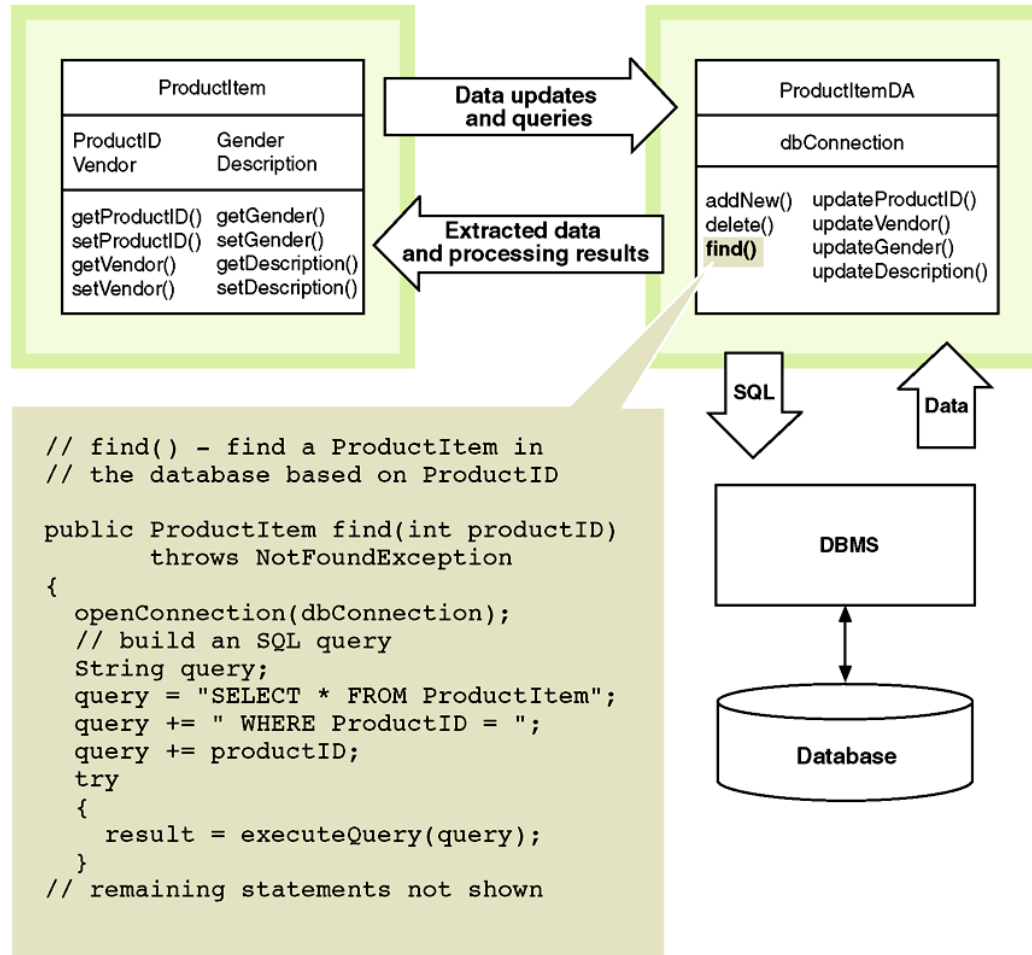 ProductItem
ProductID Gender
Vendor Description
getProductID() getGender()
setProductID() setGender()
getVendor() getDescription()
setVendor() setDescription()
Data updates
and queries
Extracted data
and processing results
ProductItemDA
dbConnection
addNew() updateProductID()
delete() updateVendor()
find() updateGender()
updateDescription()
SQL
Data
DBMS
Database
// find() – find a ProductItem in
// the database based on ProductID
public ProductItem find(int productID)
throws NotFoundException
{
openConnection(dbConnection);
// build an SQL query
String query;
query = "SELECT * FROM ProductItem";
query += " WHERE ProductID = ";
query += productID;
try
{
result = executeQuery(query);
}
// remaining statements not shown